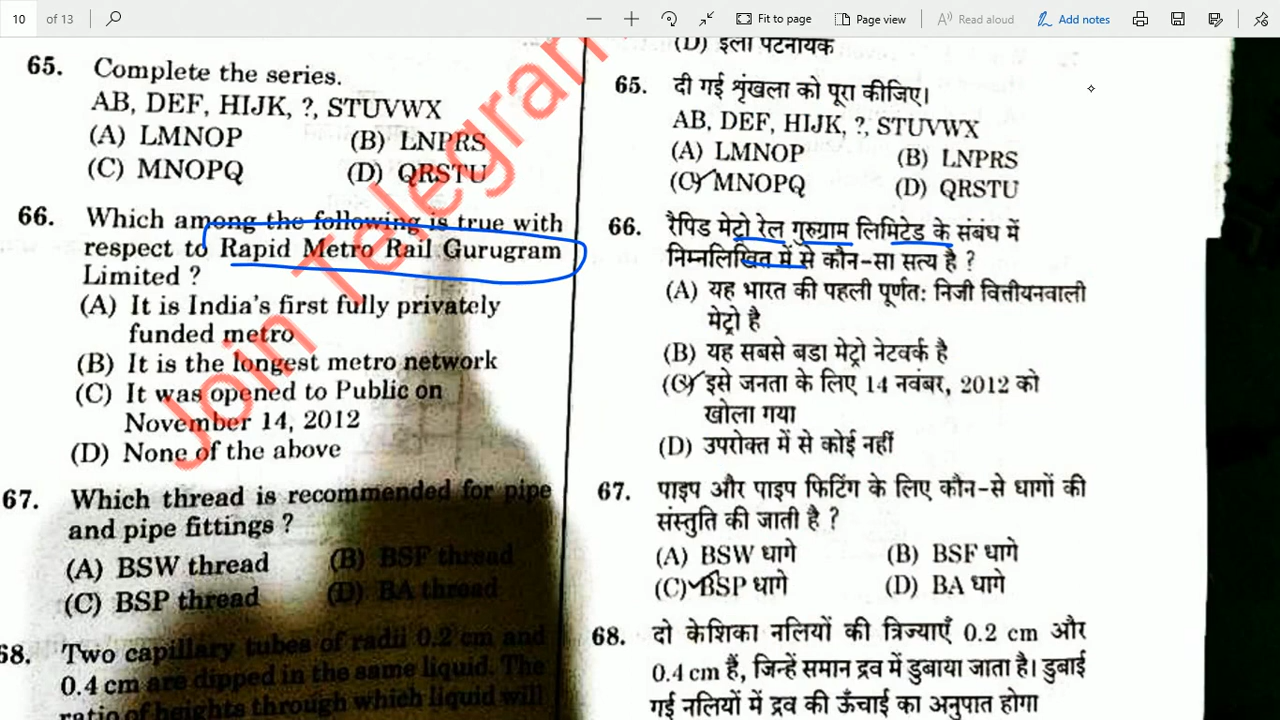 10 of 13
Fit to page
Page view
Read aloud
Add notes
Join Telegram
65. Complete the series.
AB, DEF, HIJK, ?, STUVWX
(A) LMNOP (B) LNPRS
(C) MNOPQ (D) QRSTU
66. Which among the following is true with
respect to Rapid Metro Rail Gurugram
Limited ?
(A) It is India's first fully privately
funded metro
(B) It is the longest metro network
(C) It was opened to Public on
November 14, 2012
(D) None of the above
67. Which thread is recommended for pipe
and pipe fittings ?
(A) BSW thread (B) BSF thread
(C) BSP thread (D) BA thread
68. Two capillary tubes of radii 0.2 cm and
0.4 cm are dipped in the same liquid. The
ratio of heights through which liquid will
(D) इला पटनायक
65. दी गई श्रृंखला को पूरा कीजिए।
AB, DEF, HIJK, ?, STUVWX
(A) LMNOP (B) LNPRS
(C) MNOPQ (D) QRSTU
66. रैपिड मेट्रो रेल गुरुग्राम लिमिटेड के संबंध में
निम्नलिखित में से कौन-सा सत्य है ?
(A) यह भारत की पहली पूर्णत: निजी वित्तीयनवाली
मेट्रो है
(B) यह सबसे बडा मेट्रो नेटवर्क है
(C) इसे जनता के लिए 14 नवंबर, 2012 को
खोला गया
(D) उपरोक्त में से कोई नहीं
67. पाइप और पाइप फिटिंग के लिए कौन-से धागों की
संस्तुति की जाती है ?
(A) BSW धागे (B) BSF धागे
(C) BSP धागे (D) BA धागे
68. दो केशिका नलियों की त्रिज्याएँ 0.2 cm और
0.4 cm हैं, जिन्हें समान द्रव में डुबाया जाता है। डुबाई
गई नलियों में द्रव की ऊँचाई का अनुपात होगा